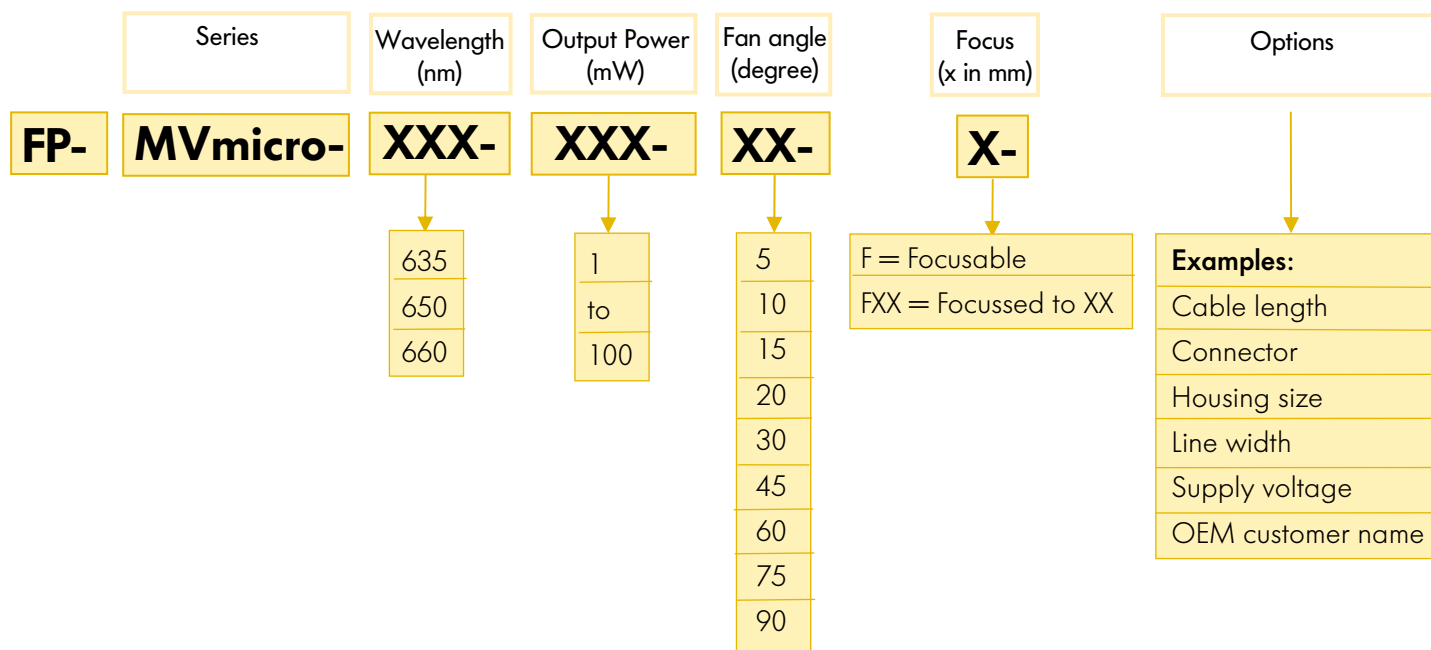 Series
Wavelength
(nm)
Output Power
(mW)
Fan angle
(degree)
Focus
(x in mm)
Options
FP- MVmicro- XXX- XXX- XX- X-
635
650
660
1
to
100
5
10
15
20
30
45
60
75
90
F = Focusable
FXX = Focussed to XX
Examples:
Cable length
Connector
Housing size
Line width
Supply voltage
OEM customer name